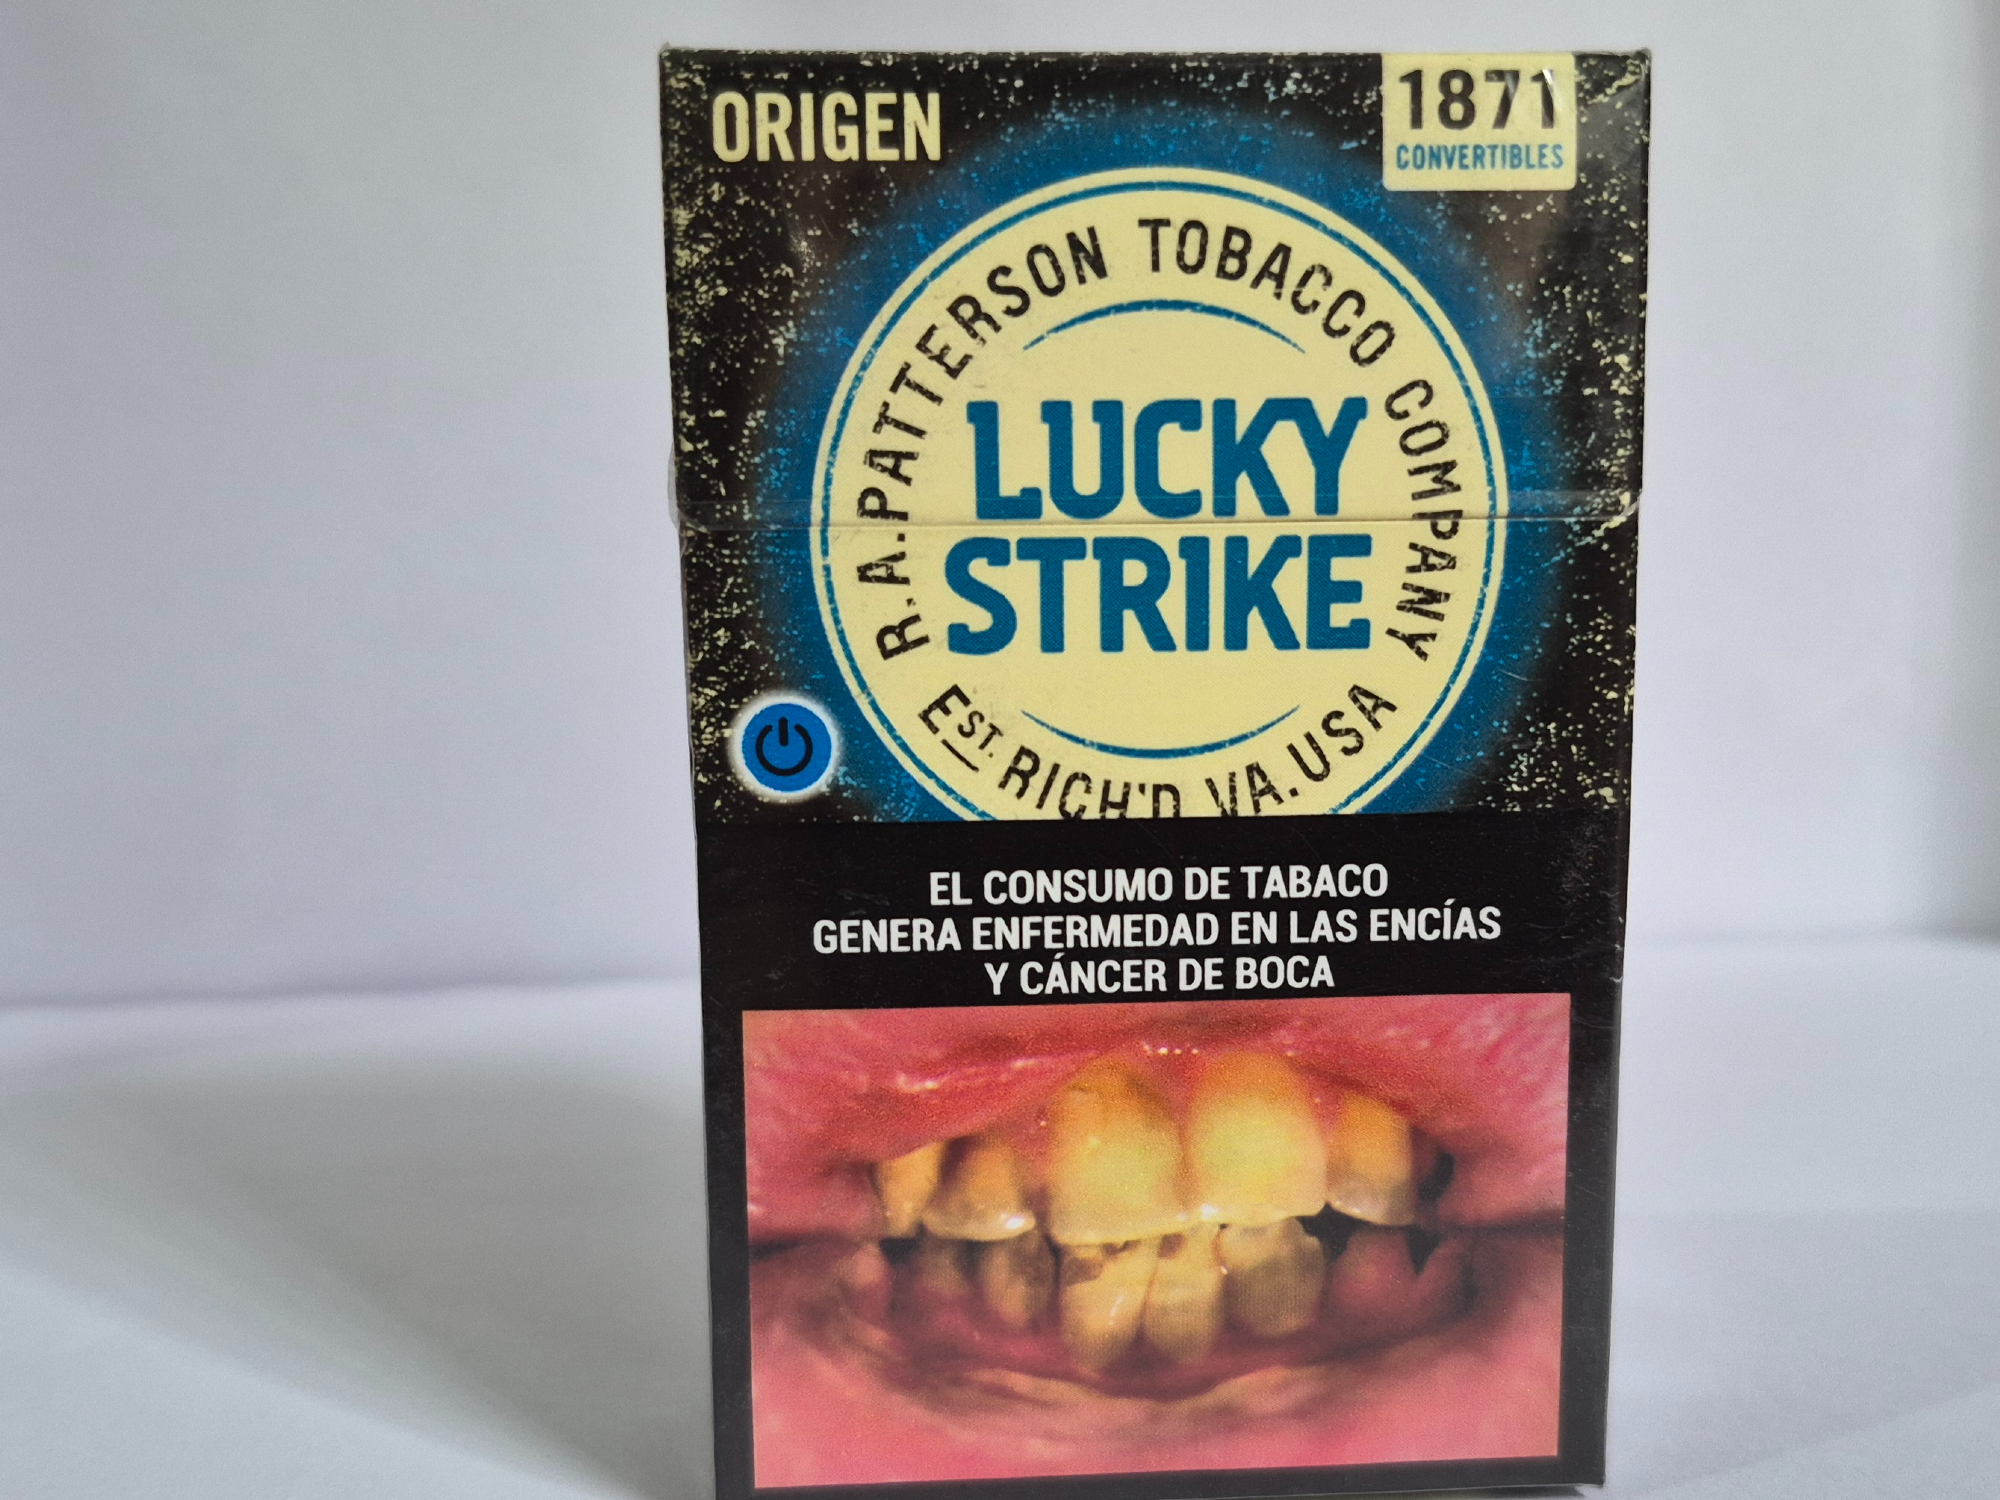 ORIGEN
1871
CONVERTIBLES
R.A.PATTERSON TOBACCO COMPANY
LUCKY
STRIKE
EST. RICH'D VA. USA
EL CONSUMO DE TABACO
GENERA ENFERMEDAD EN LAS ENCÍAS
Y CÁNCER DE BOCA